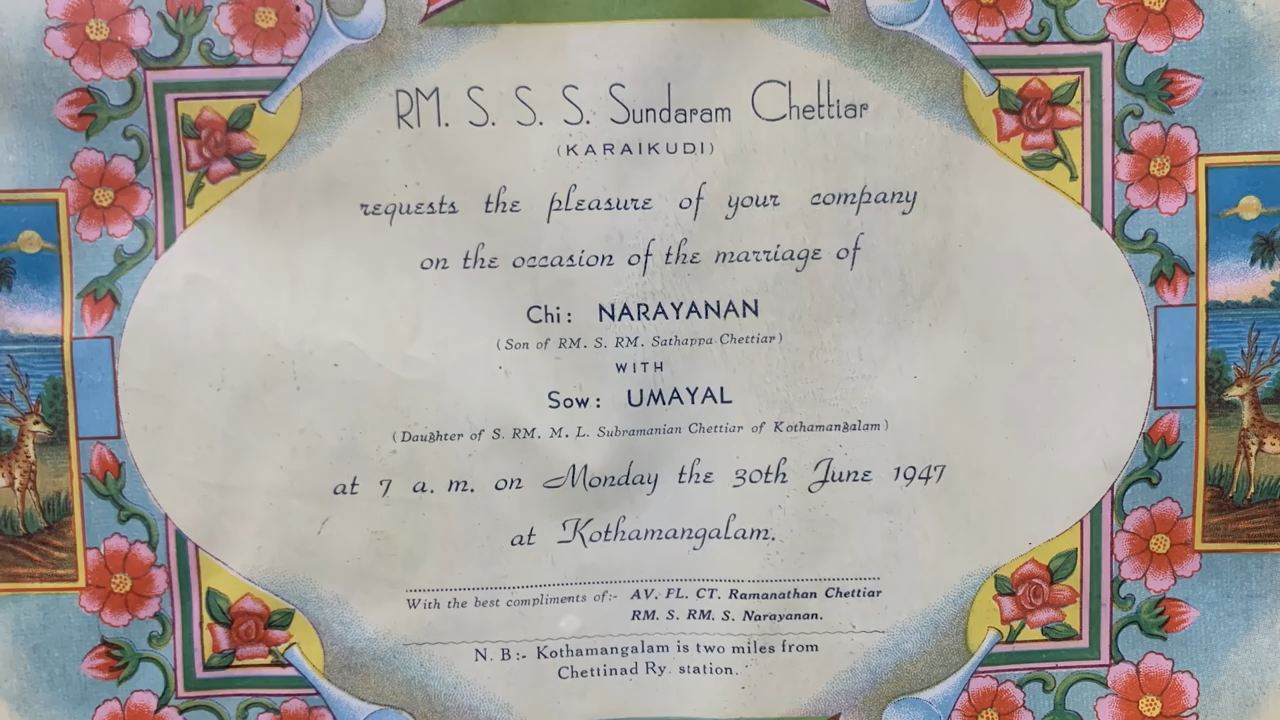 RM. S. S. S. Sundaram Chettiar
(KARAIKUDI)
requests the pleasure of your company
on the occasion of the marriage of
Chi: NARAYANAN
(Son of RM. S. RM. Sathappa Chettiar)
WITH
Sow: UMAYAL
(Daughter of S. RM. M. L. Subramanian Chettiar of Kothamangalam)
at 7 a. m. on Monday the 30th June 1947
at Kothamangalam.
With the best compliments of:- AV. PL. CT. Ramanathan Chettiar
RM. S. RM. S. Narayanan.
N. B:- Kothamangalam is two miles from
Chettinad Ry. station.